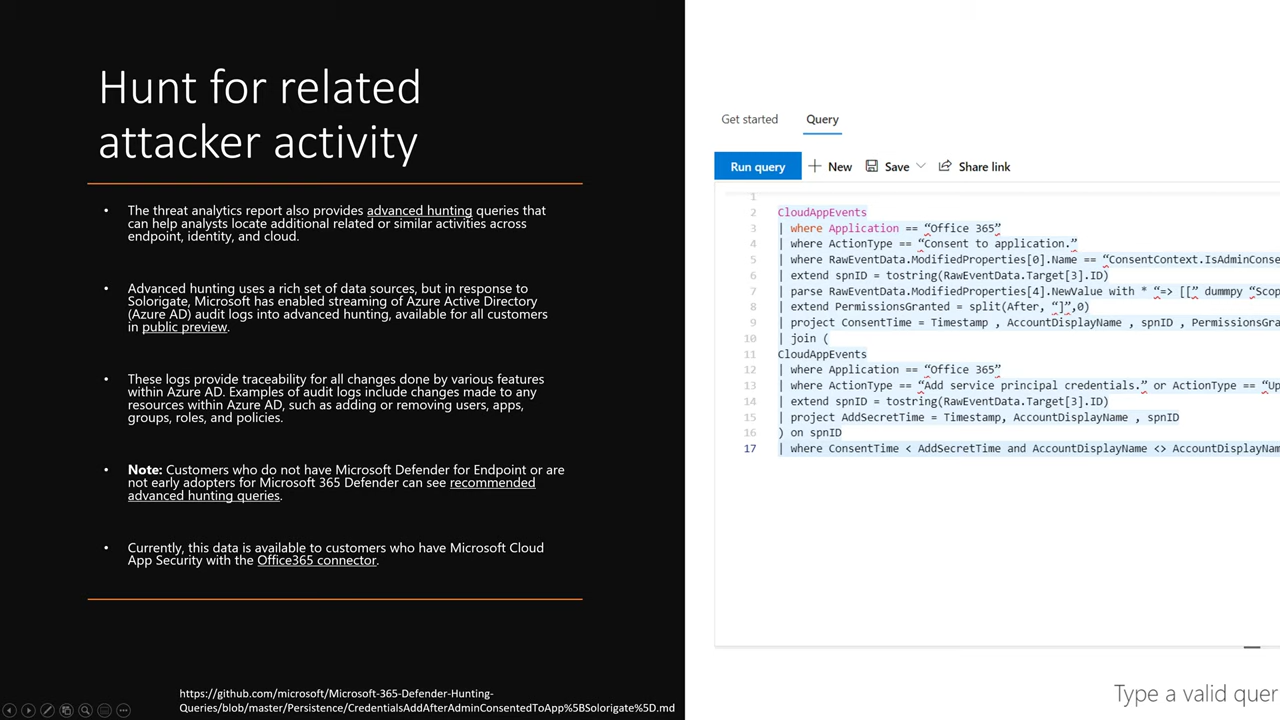 Hunt for related
attacker activity
• The threat analytics report also provides advanced hunting queries that
can help analysts locate additional related or similar activities across
endpoint, identity, and cloud.
• Advanced hunting uses a rich set of data sources, but in response to
Solorigate, Microsoft has enabled streaming of Azure Active Directory
(Azure AD) audit logs into advanced hunting, available for all customers
in public preview.
• These logs provide traceability for all changes done by various features
within Azure AD. Examples of audit logs include changes made to any
resources within Azure AD, such as adding or removing users, apps,
groups, roles, and policies.
• Note: Customers who do not have Microsoft Defender for Endpoint or are
not early adopters for Microsoft 365 Defender can see recommended
advanced hunting queries.
• Currently, this data is available to customers who have Microsoft Cloud
App Security with the Office365 connector.
https://github.com/microsoft/Microsoft-365-Defender-Hunting-
Queries/blob/master/Persistence/CredentialsAddAfterAdminConsentedToApp%5BSolorigate%5D.md
Get started Query
Run query New Save Share link
1
2 CloudAppEvents
3 | where Application == “Office 365”
4 | where ActionType == “Consent to application.”
5 | where RawEventData.ModifiedProperties[0].Name == “ConsentContext.IsAdminConse
6 | extend spnID = tostring(RawEventData.Target[3].ID)
7 | parse RawEventData.ModifiedProperties[4].NewValue with * “=> [[” dummpy “Scop
8 | extend PermissionsGranted = split(After, “]”,0)
9 | project ConsentTime = Timestamp , AccountDisplayName , spnID , PermissionsGra
10 | join (
11 CloudAppEvents
12 | where Application == “Office 365”
13 | where ActionType == “Add service principal credentials.” or ActionType == “Up
14 | extend spnID = tostring(RawEventData.Target[3].ID)
15 | project AddSecretTime = Timestamp, AccountDisplayName , spnID
16 ) on spnID
17 | where ConsentTime < AddSecretTime and AccountDisplayName <> AccountDisplayNam
Type a valid quer